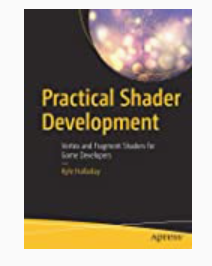 Practical Shader
Development
Vertex and Fragment Shaders for
Game Developers
Kyle Halladay
Apress